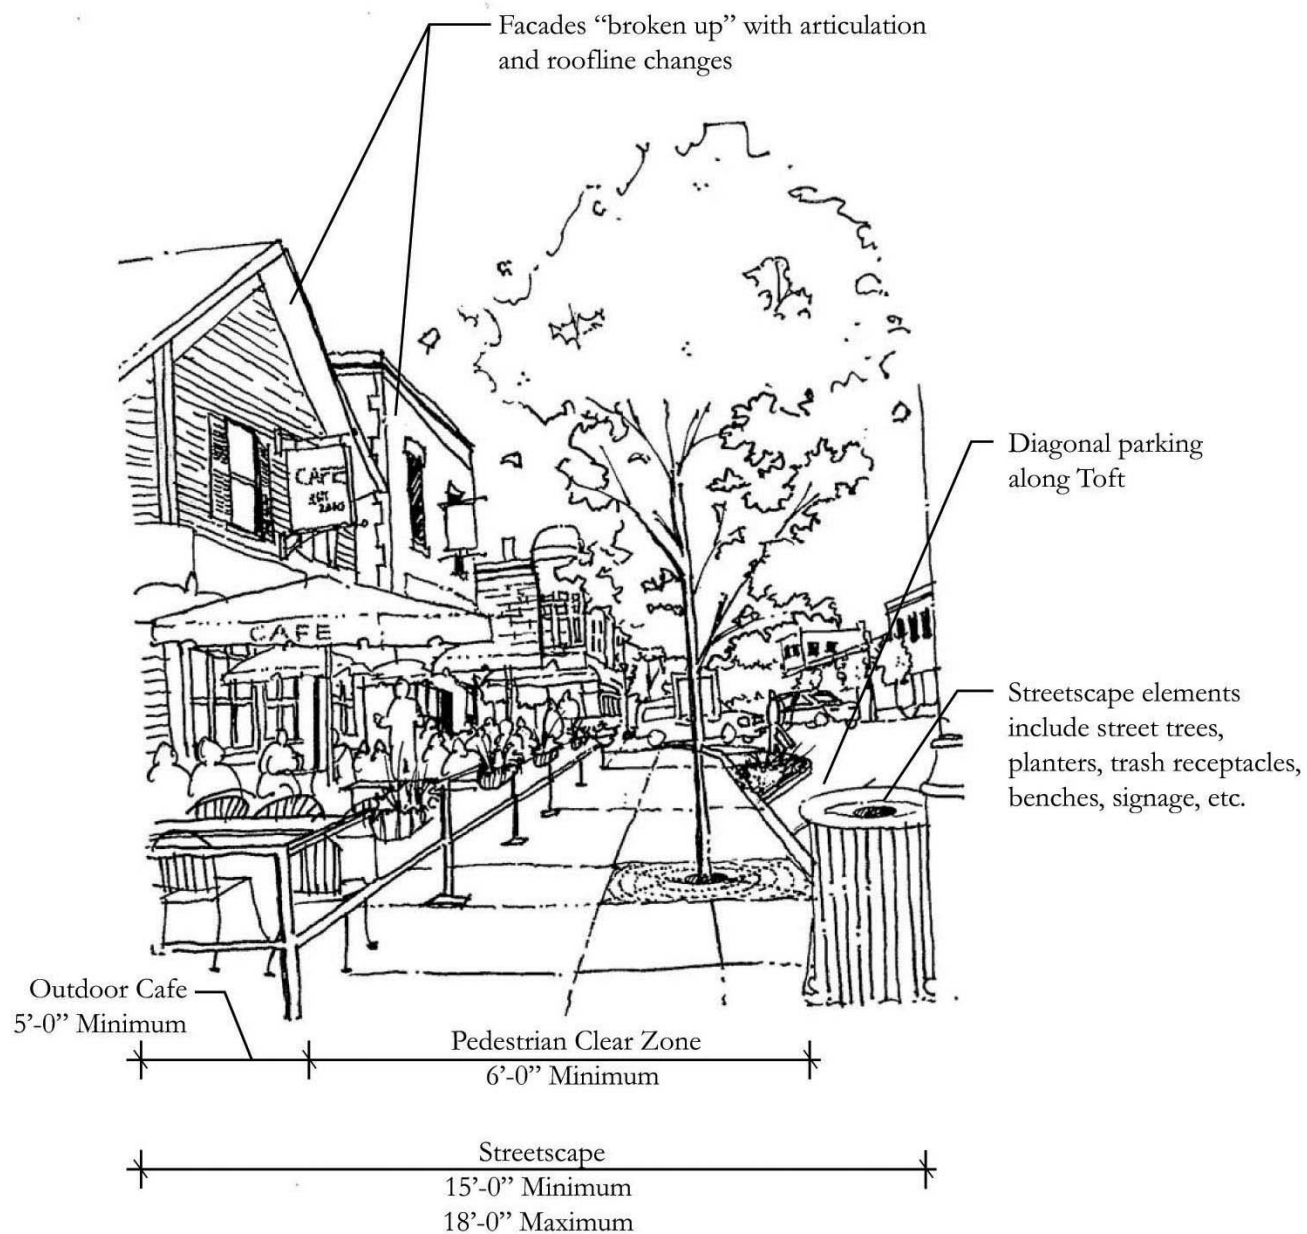 Facades “broken up” with articulation
and roofline changes
CAFE
CAFE
Diagonal parking
along Toft
Streetscape elements
include street trees,
planters, trash receptacles,
benches, signage, etc.
Outdoor Cafe
5’-0” Minimum
Pedestrian Clear Zone
6’-0” Minimum
Streetscape
15’-0” Minimum
18’-0” Maximum